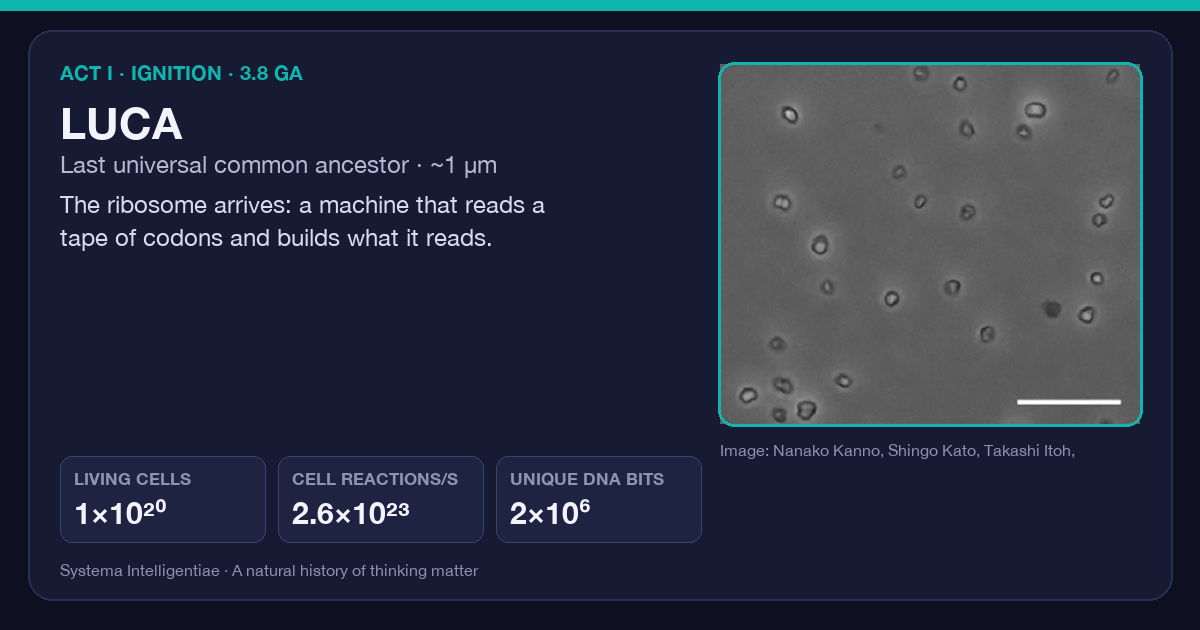 ACT I · IGNITION · 3.8 GA
LUCA
Last universal common ancestor · ~1 µm
The ribosome arrives: a machine that reads a
tape of codons and builds what it reads.
Image: Nanako Kanno, Shingo Kato, Takashi Itoh,
LIVING CELLS
1×10²⁰
CELL REACTIONS/S
2.6×10²³
UNIQUE DNA BITS
2×10⁶
Systema Intelligentiae · A natural history of thinking matter